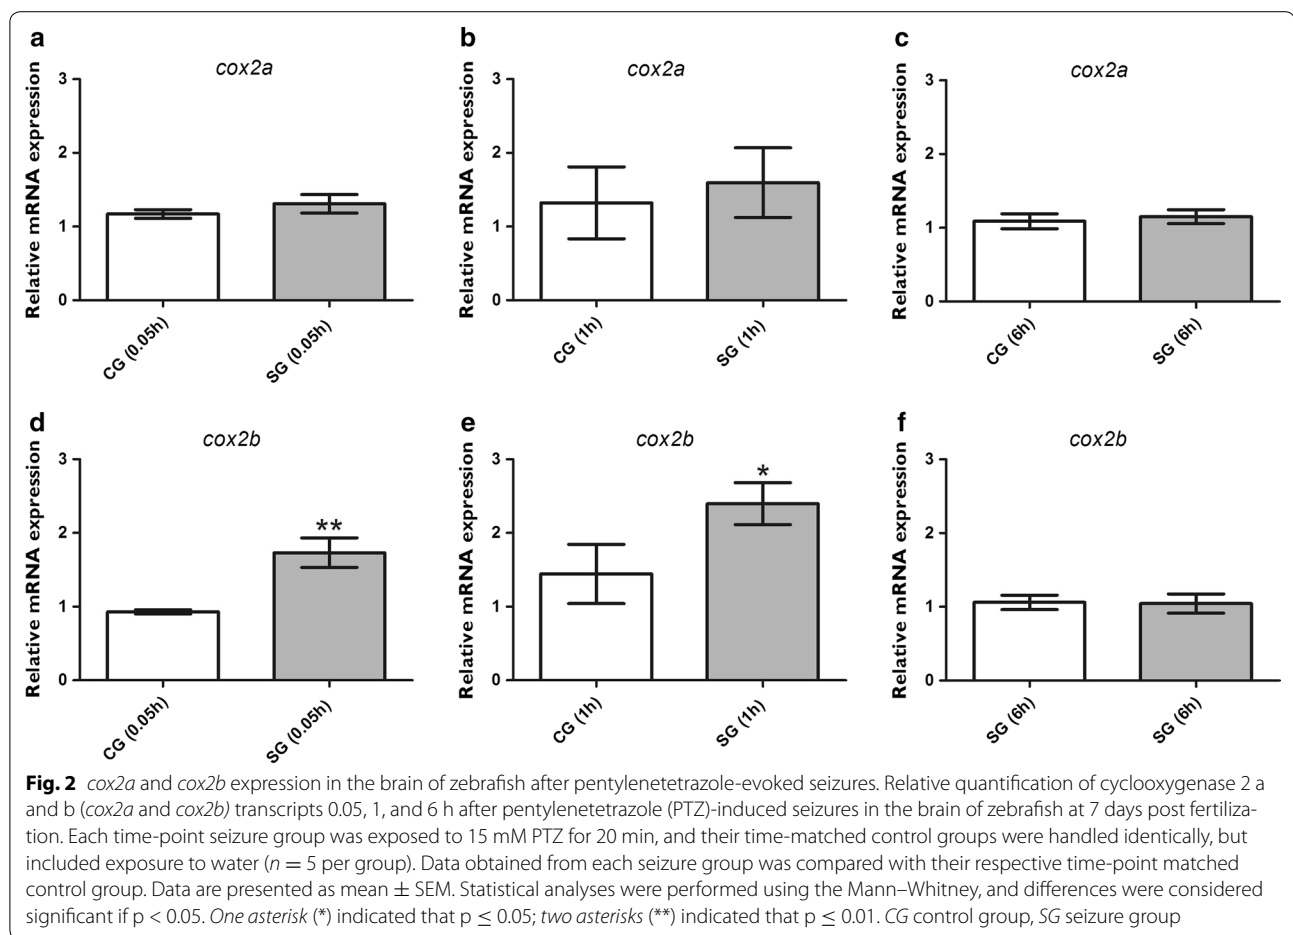 a
cox2a
Relative mRNA expression
3
2
1
0
CG (0.05h)
SG (0.05h)
b
cox2a
Relative mRNA expression
3
2
1
0
CG (1h)
SG (1h)
c
cox2a
Relative mRNA expression
3
2
1
0
CG (6h)
SG (6h)
d
cox2b
Relative mRNA expression
3
2
1
0
**
CG (0.05h)
SG (0.05h)
e
cox2b
Relative mRNA expression
3
2
1
0
*
CG (1h)
SG (1h)
f
cox2b
Relative mRNA expression
3
2
1
0
SG (6h)
SG (6h)
Fig. 2 cox2a and cox2b expression in the brain of zebrafish after pentylenetetrazole-evoked seizures. Relative quantification of cyclooxygenase 2 a
and b (cox2a and cox2b) transcripts 0.05, 1, and 6 h after pentylenetetrazole (PTZ)-induced seizures in the brain of zebrafish at 7 days post fertiliza-
tion. Each time-point seizure group was exposed to 15 mM PTZ for 20 min, and their time-matched control groups were handled identically, but
included exposure to water (n = 5 per group). Data obtained from each seizure group was compared with their respective time-point matched
control group. Data are presented as mean ± SEM. Statistical analyses were performed using the Mann–Whitney, and differences were considered
significant if p < 0.05. One asterisk (*) indicated that p ≤ 0.05; two asterisks (**) indicated that p ≤ 0.01. CG control group, SG seizure group